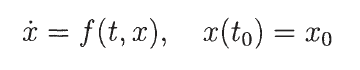 ẋ = f(t, x), x(t₀) = x₀